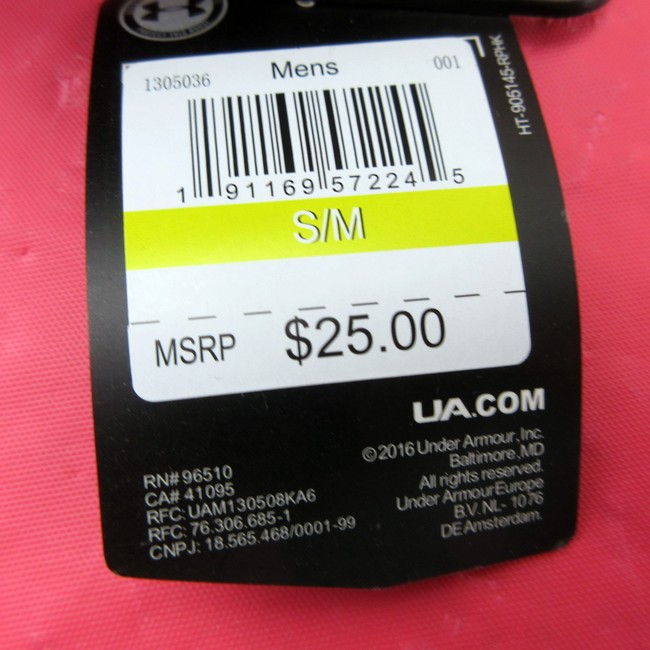 1305036 Mens 001
HT-905145-RPHK
1 91169 57224 5
S/M
MSRP $25.00
UA.COM
©2016 Under Armour, Inc.
Baltimore, MD
All rights reserved.
Under Armour Europe
B.V. NL- 1076
DE Amsterdam.
RN# 96510
CA# 41095
RFC: UAM130508KA6
RFC: 76.306.685-1
CNPJ: 18.565.468/0001-99